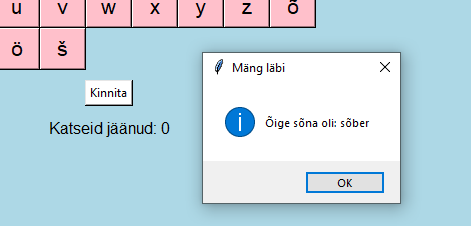 u v w x y z õ
ö š
Kinnita
Katseid jäänud: 0
Mäng läbi
Õige sõna oli: sõber
OK